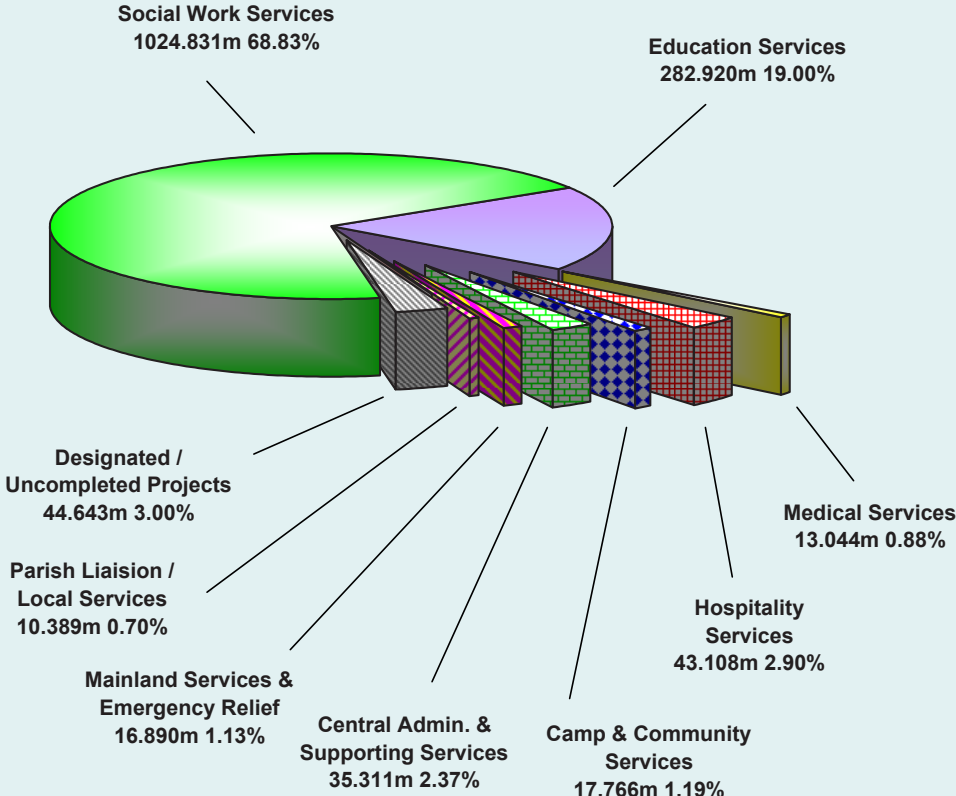 Social Work Services
1024.831m 68.83%
Education Services
282.920m 19.00%
Designated /
Uncompleted Projects
44.643m 3.00%
Medical Services
13.044m 0.88%
Parish Liaision /
Local Services
10.389m 0.70%
Hospitality
Services
43.108m 2.90%
Mainland Services &
Emergency Relief
16.890m 1.13%
Central Admin. &
Supporting Services
35.311m 2.37%
Camp & Community
Services
17.766m 1.19%